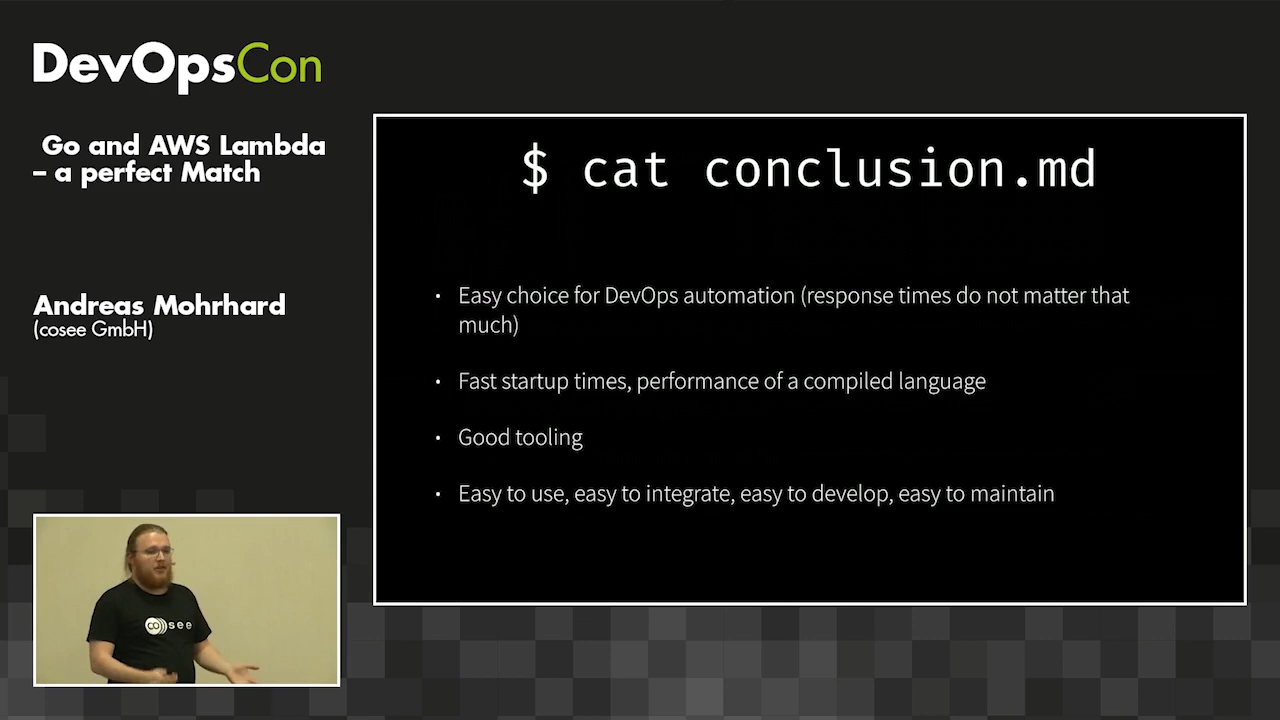 DevOpsCon
Go and AWS Lambda
– a perfect Match
Andreas Mohrhard
(cosee GmbH)
$ cat conclusion.md
• Easy choice for DevOps automation (response times do not matter that
much)
• Fast startup times, performance of a compiled language
• Good tooling
• Easy to use, easy to integrate, easy to develop, easy to maintain
cosee